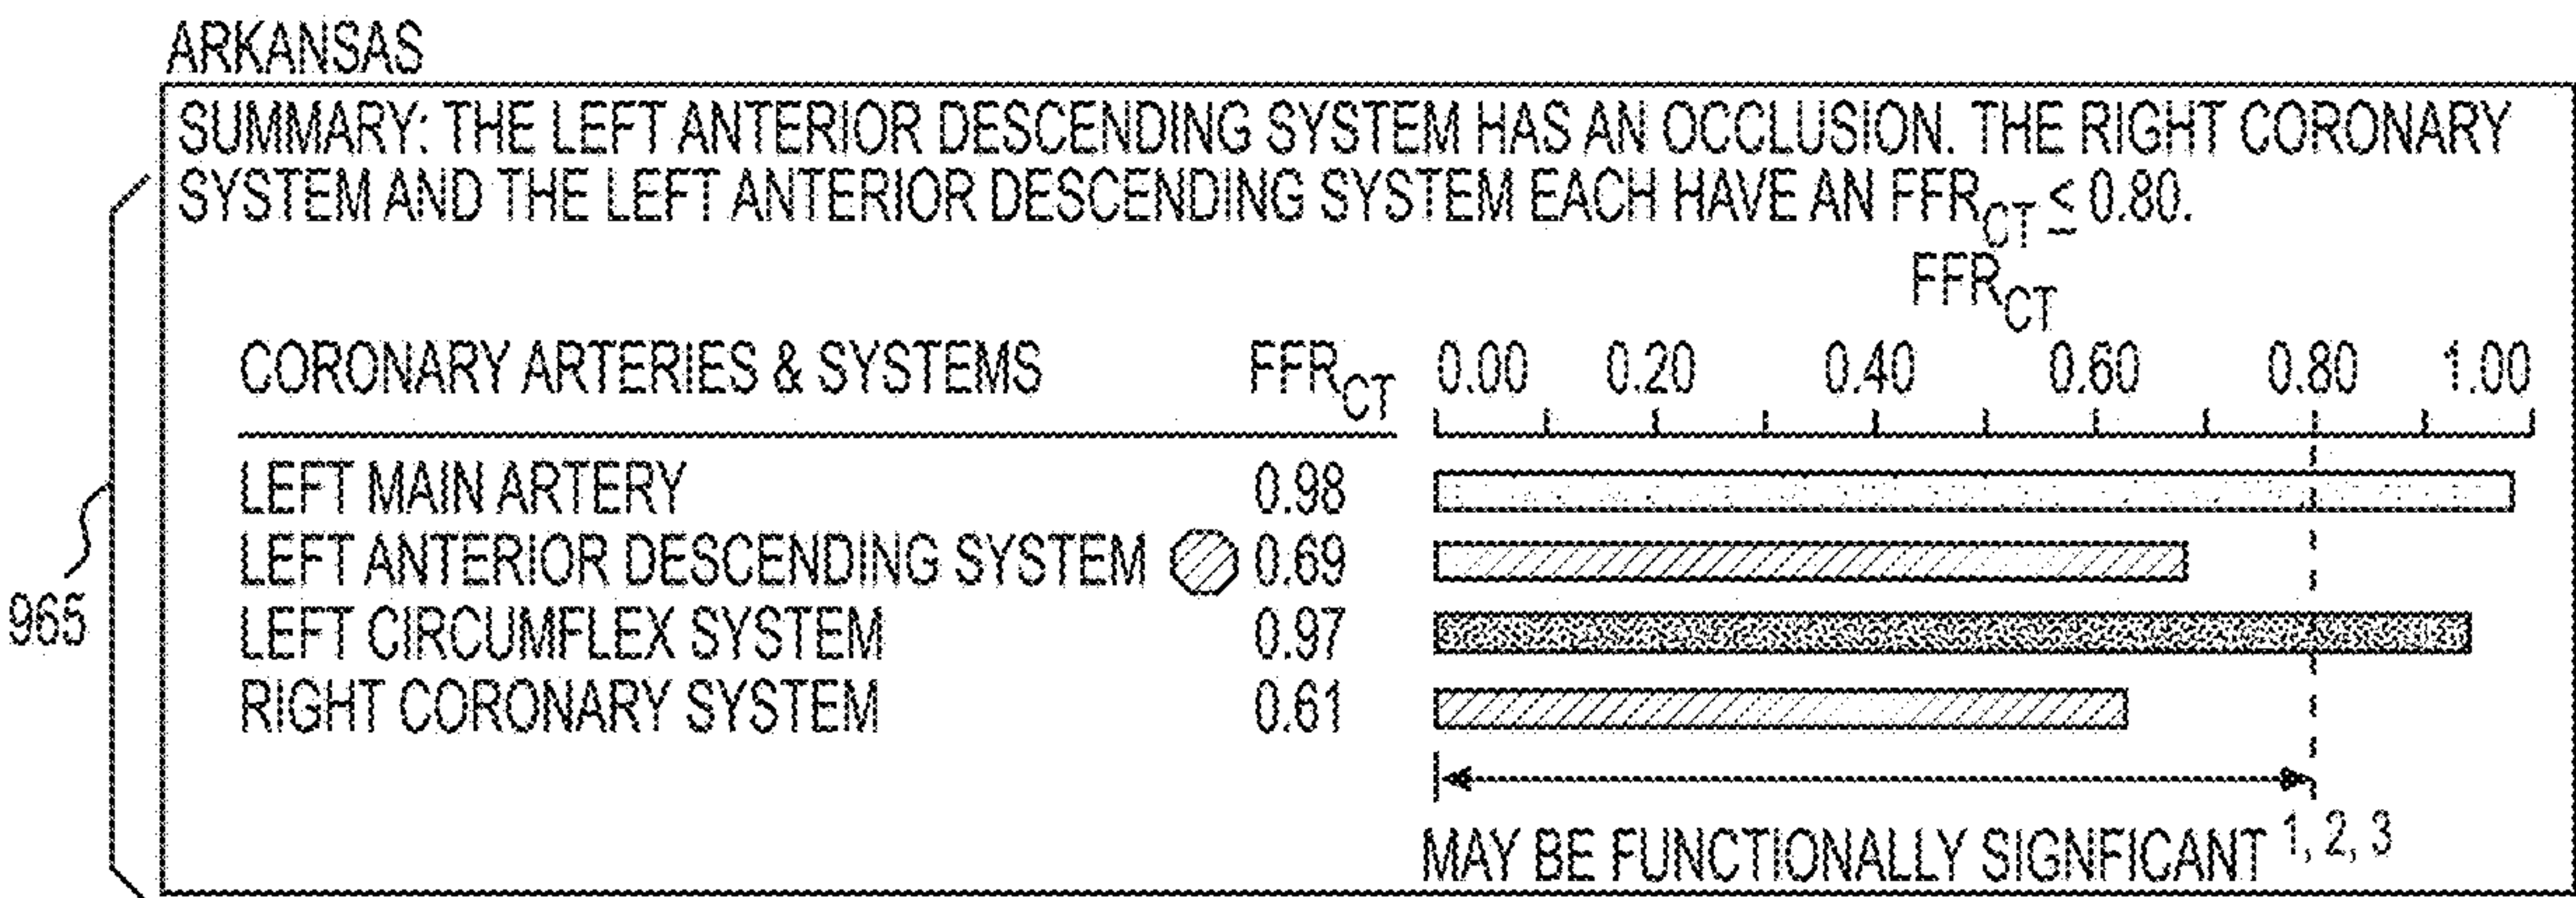 ARKANSAS
SUMMARY: THE LEFT ANTERIOR DESCENDING SYSTEM HAS AN OCCLUSION. THE RIGHT CORONARY
SYSTEM AND THE LEFT ANTERIOR DESCENDING SYSTEM EACH HAVE AN FFRCT ≤ 0.80.
FFRCT
CORONARY ARTERIES & SYSTEMS FFRCT 0.00 0.20 0.40 0.60 0.80 1.00
LEFT MAIN ARTERY 0.98
LEFT ANTERIOR DESCENDING SYSTEM 0.69
965 LEFT CIRCUMFLEX SYSTEM 0.97
RIGHT CORONARY SYSTEM 0.61
MAY BE FUNCTIONALLY SIGNFICANT 1, 2, 3